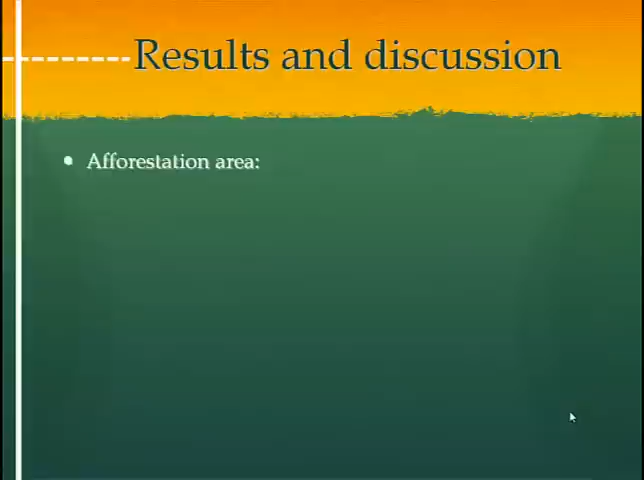 Results and discussion
• Afforestation area: